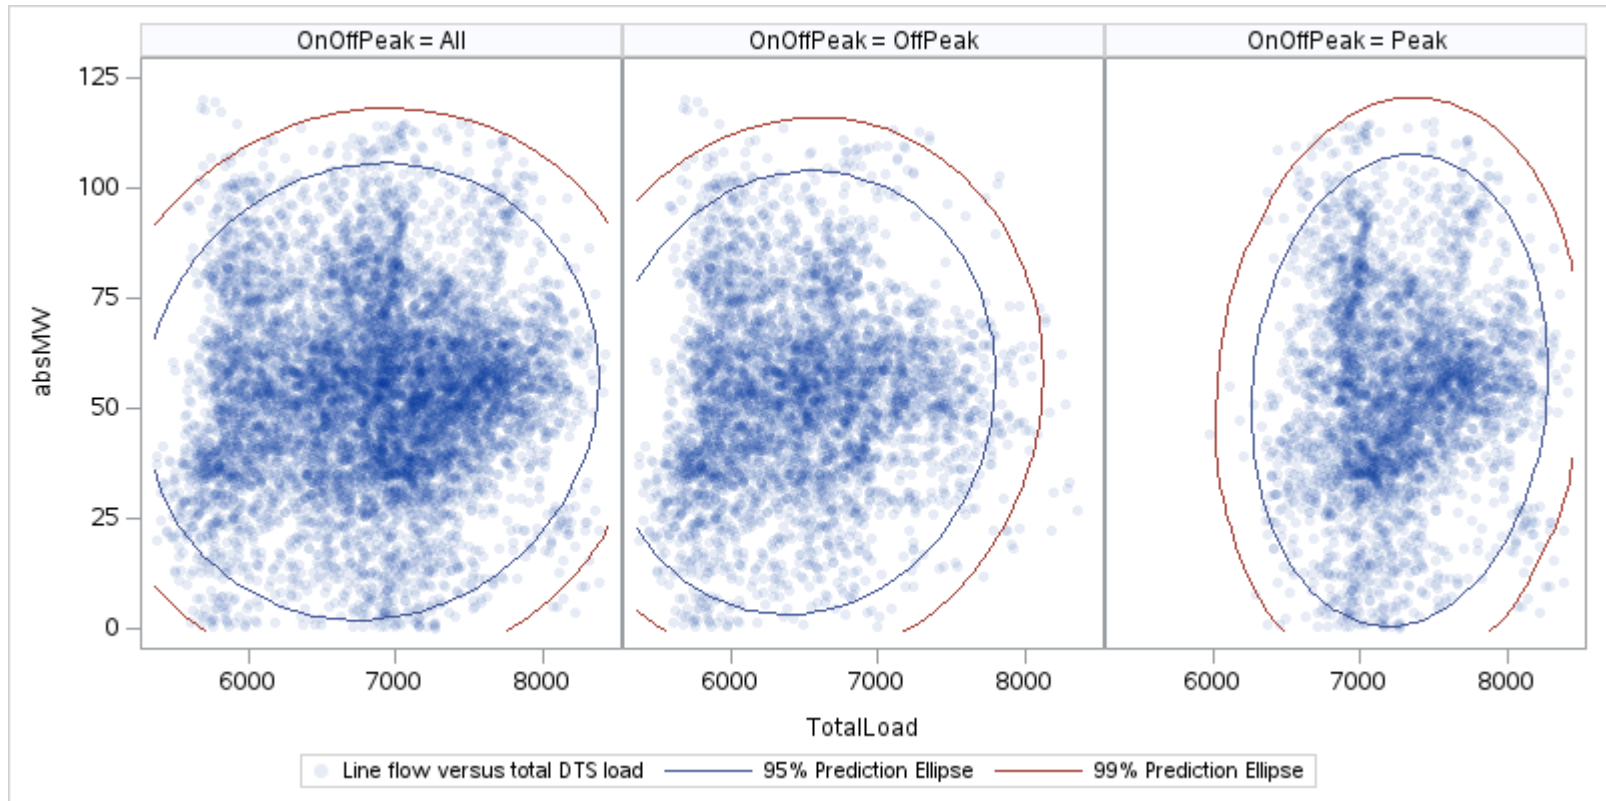 OnOffPeak = All
OnOffPeak = OffPeak
OnOffPeak = Peak
125
100
75
50
25
0
absMW
6000 7000 8000 6000 7000 8000 6000 7000 8000
TotalLoad
Line flow versus total DTS load 95% Prediction Ellipse 99% Prediction Ellipse